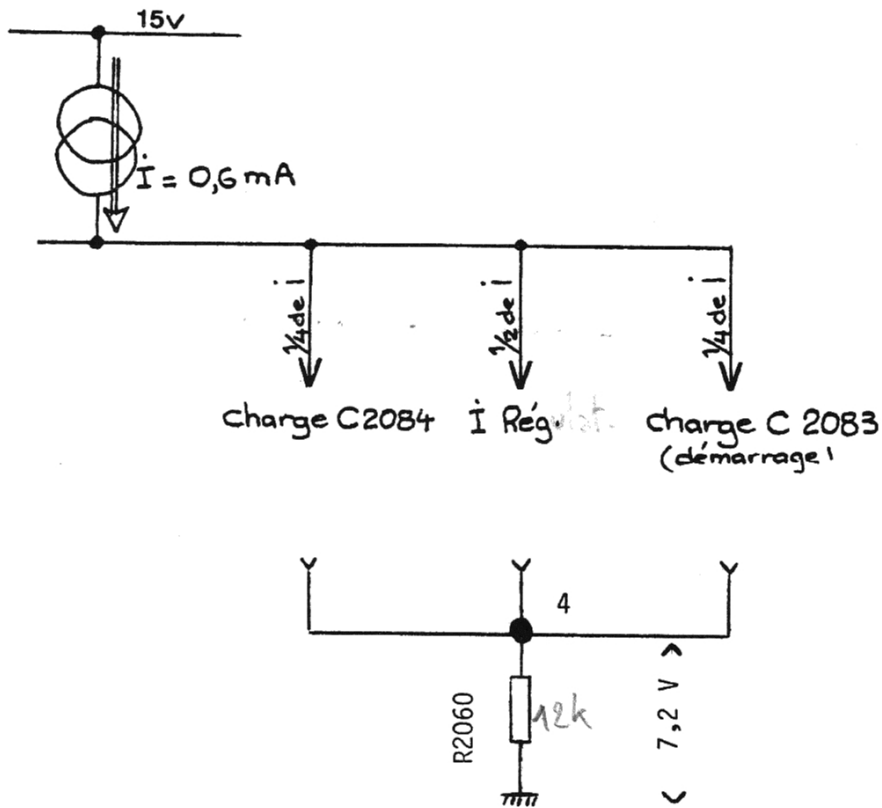 15v
i = 0,6 mA
1/4 de i
1/2 de i
1/4 de i
charge C2084
i Régulat.
charge C 2083
(démarrage)
4
R2060
12k
7,2 V